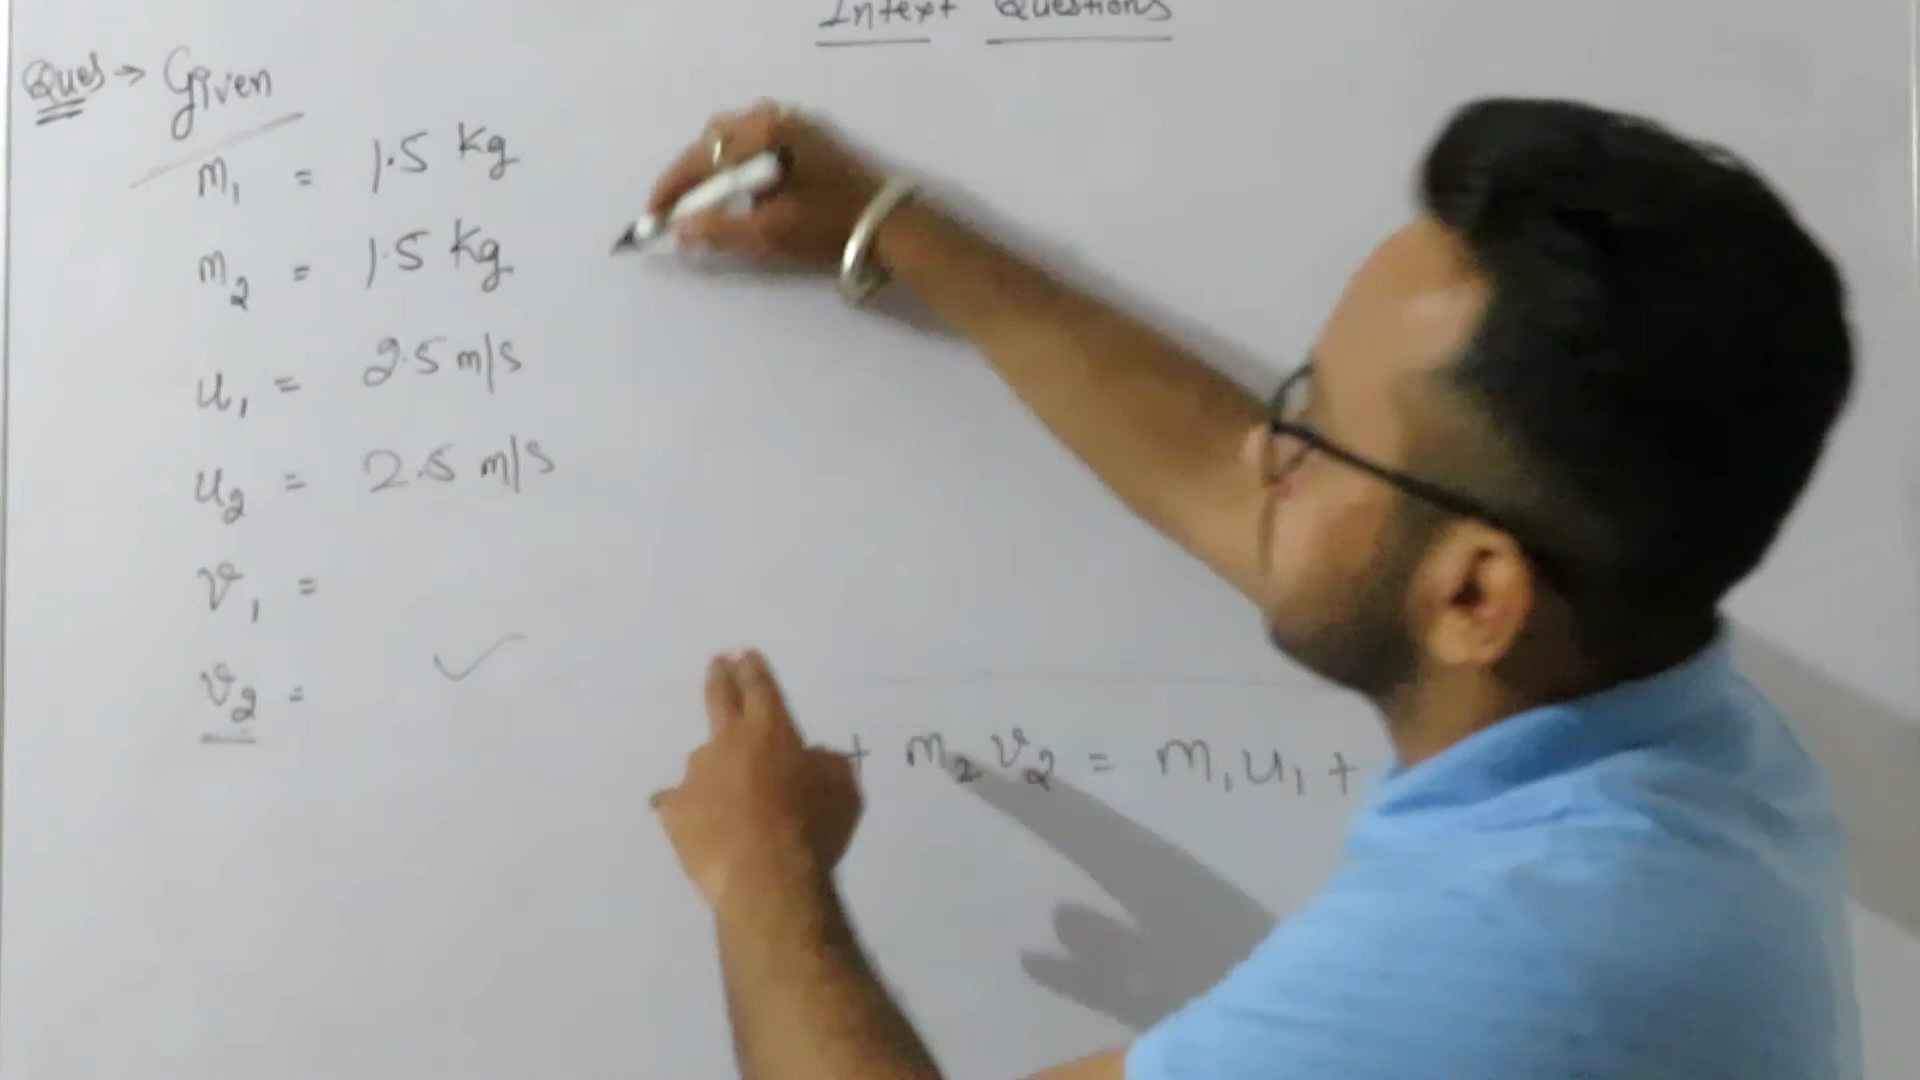 Intext Questions
Ques → Given
m₁ = 1.5 Kg
m₂ = 1.5 Kg
u₁ = 2.5 m/s
u₂ = 2.5 m/s
v₁ =
v₂ =
+ m₂v₂ = m₁u₁ +